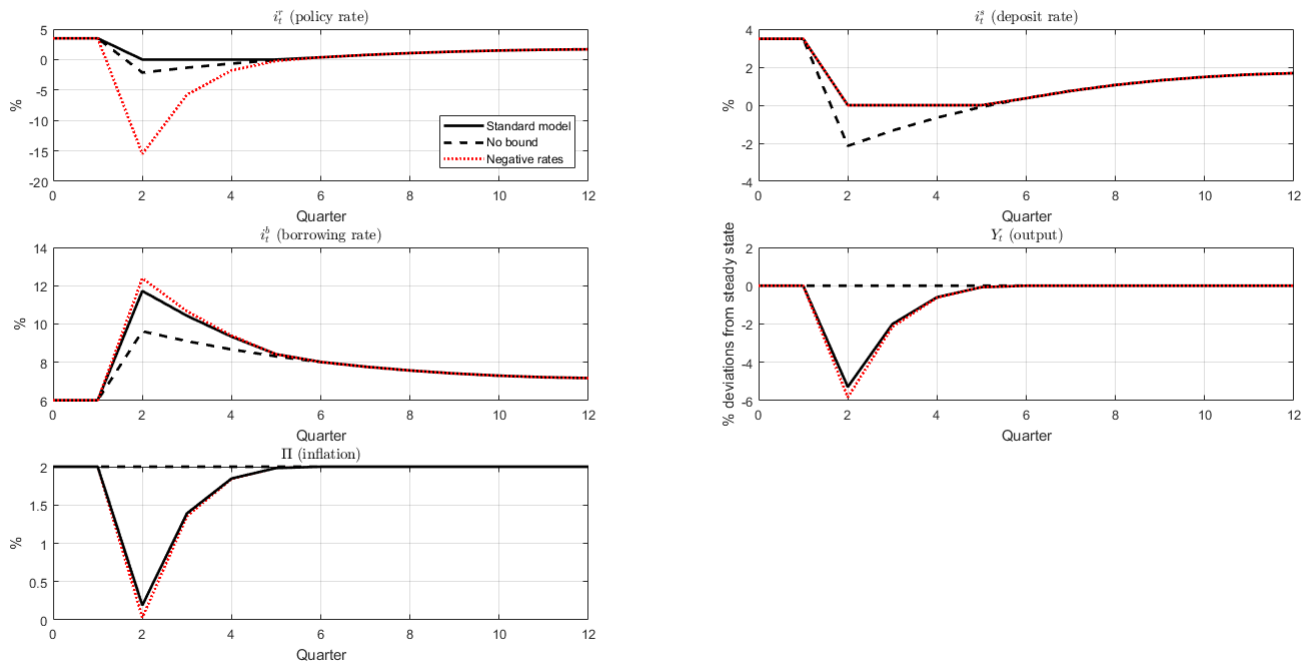 i_t^r (policy rate)
5
0
-5
-10
-15
-20
%
0 2 4 6 8 10 12
Quarter
Standard model
No bound
Negative rates
i_t^s (deposit rate)
4
2
0
-2
-4
%
0 2 4 6 8 10 12
Quarter
i_t^b (borrowing rate)
14
12
10
8
6
%
0 2 4 6 8 10 12
Quarter
Y_t (output)
2
0
-2
-4
-6
% deviations from steady state
0 2 4 6 8 10 12
Quarter
Π (inflation)
2
1.5
1
0.5
0
%
0 2 4 6 8 10 12
Quarter